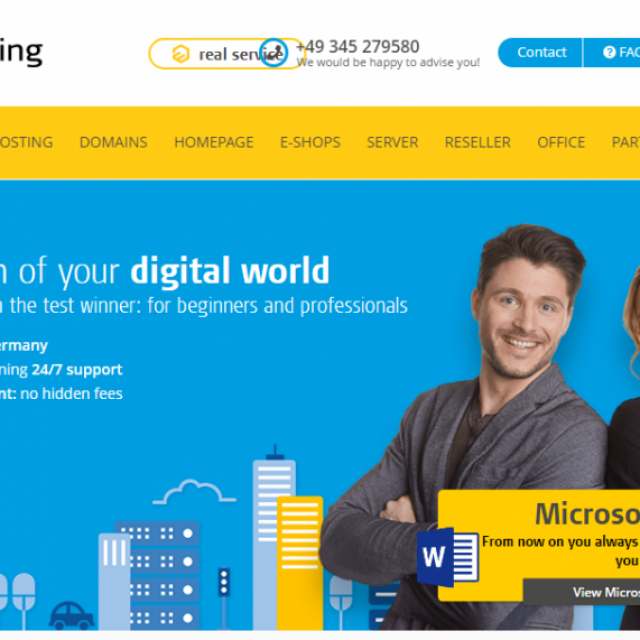 ing
real service
+49 345 279580
We would be happy to advise you!
Contact
FAC
OSTING DOMAINS HOMEPAGE E-SHOPS SERVER RESELLER OFFICE PAR
n of your digital world
n the test winner: for beginners and professionals
ermany
ning 24/7 support
nt: no hidden fees
Microso
W
From now on you always
you
View Micros